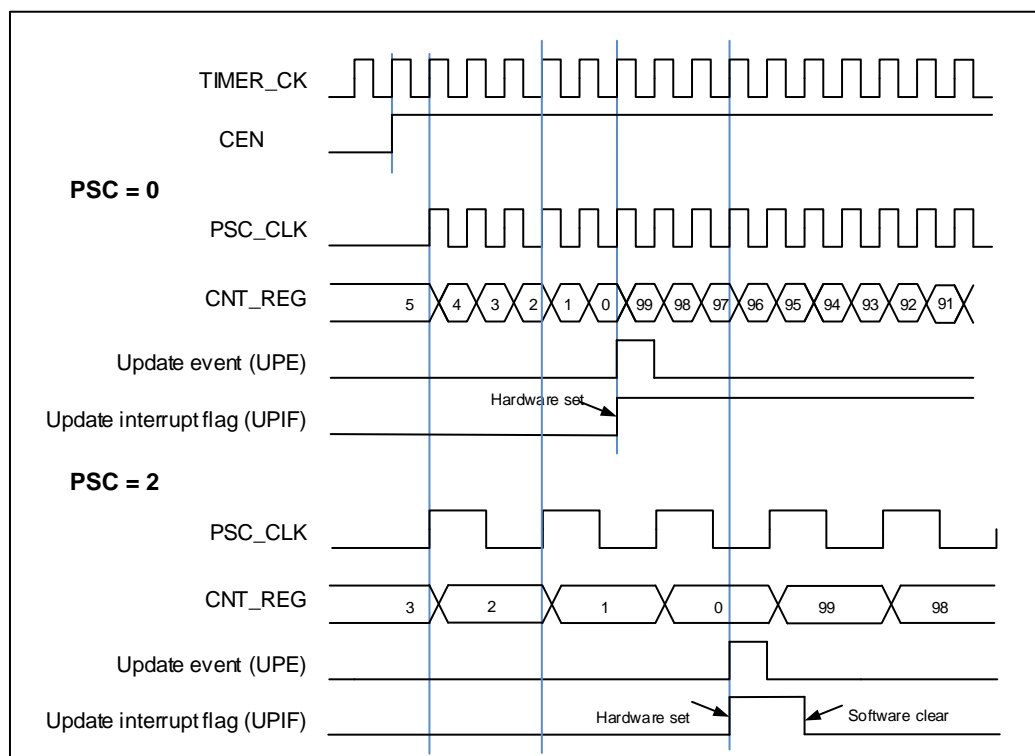 TIMER_CK
CEN
PSC = 0
PSC_CLK
CNT_REG 5 4 3 2 1 0 99 98 97 96 95 94 93 92 91
Update event (UPE)
Hardware set
Update interrupt flag (UPIF)
PSC = 2
PSC_CLK
CNT_REG 3 2 1 0 99 98
Update event (UPE)
Update interrupt flag (UPIF) Hardware set Software clear